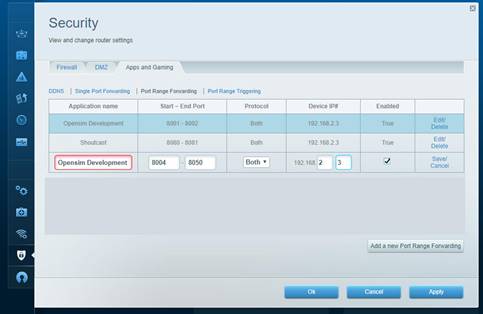 Security
View and change router settings
Firewall DMZ Apps and Gaming
DDNS | Single Port Forwarding | Port Range Forwarding | Port Range Triggering
Application name Start – End Port Protocol Device IP# Enabled
Opensim Development 8001 - 8002 Both 192.168.2.3 True Edit/ Delete
Shoutcast 8080 - 8081 Both 192.168.2.3 True Edit/ Delete
Opensim Development 8004 - 8050 Both 192.168. 2 3 Save/ Cancel
Add a new Port Range Forwarding
Ok Cancel Apply